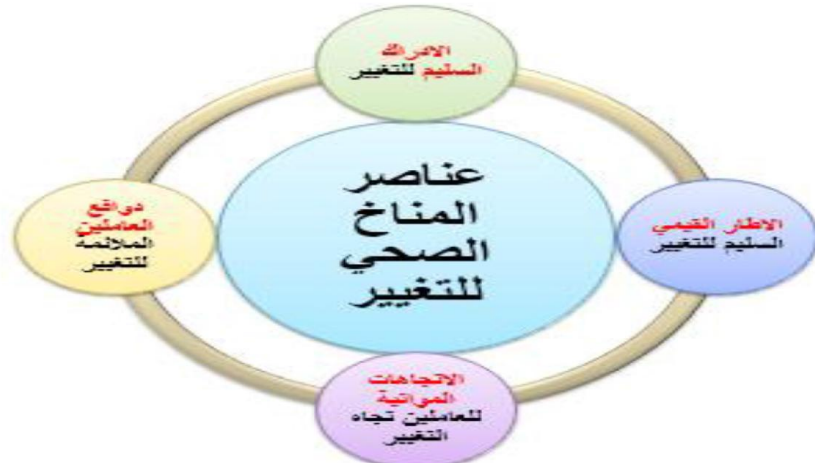 الادراك
السليم للتغيير
عناصر
المناخ
الصحي
للتغيير
الاطار القيمي
السليم للتغيير
الاتجاهات
المواتية
للعاملين تجاه
التغيير
دوافع
العاملين
الملائمه
للتغيير